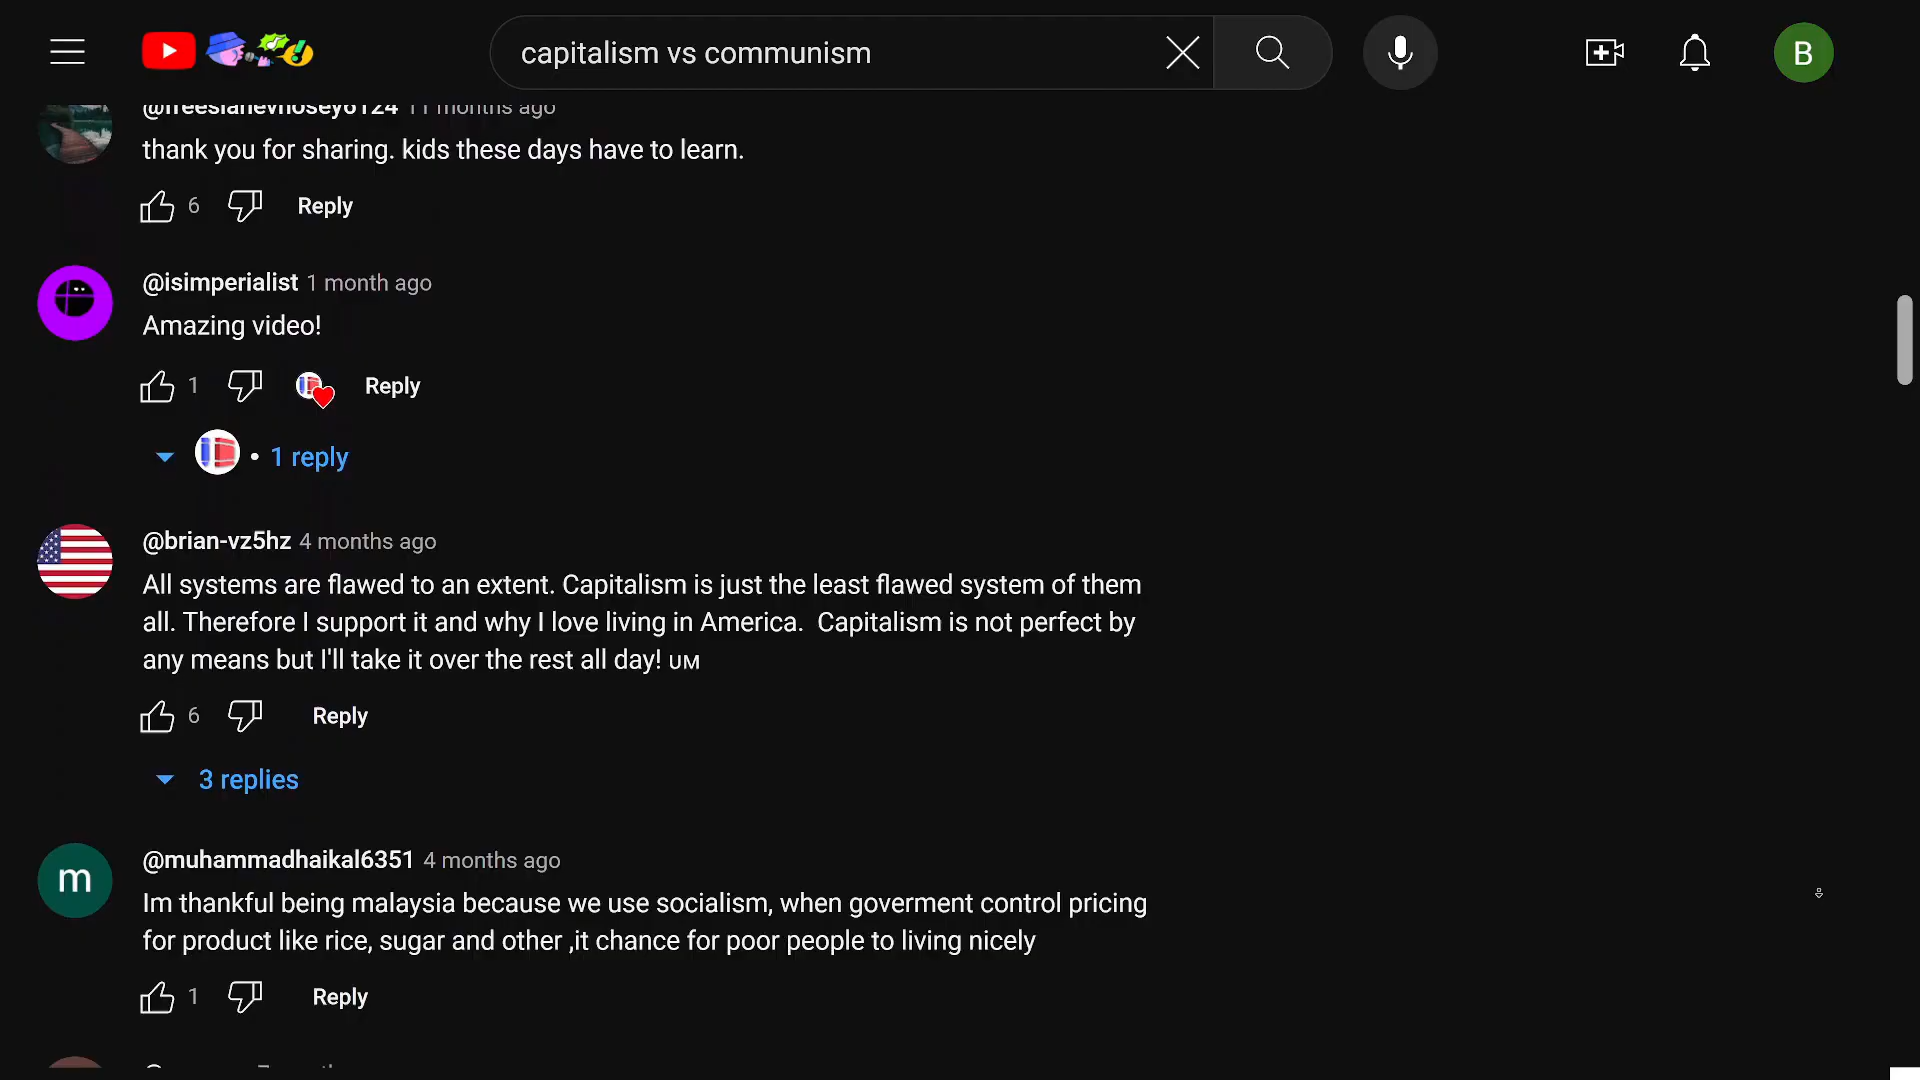 capitalism vs communism
B
11 months ago
thank you for sharing. kids these days have to learn.
6 Reply
@isimperialist 1 month ago
Amazing video!
1 Reply
• 1 reply
@brian-vz5hz 4 months ago
All systems are flawed to an extent. Capitalism is just the least flawed system of them
all. Therefore I support it and why I love living in America. Capitalism is not perfect by
any means but I'll take it over the rest all day! ᴜᴍ
6 Reply
3 replies
m
@muhammadhaikal6351 4 months ago
Im thankful being malaysia because we use socialism, when goverment control pricing
for product like rice, sugar and other ,it chance for poor people to living nicely
1 Reply